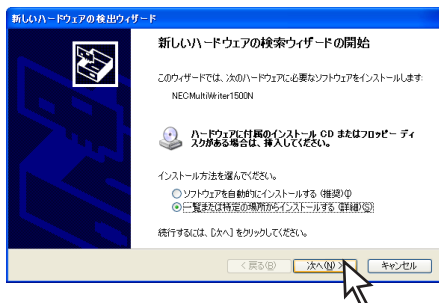 新しいハードウェアの検出ウィザード
新しいハードウェアの検索ウィザードの開始
このウィザードでは、次のハードウェアに必要なソフトウェアをインストールします:
NECMultiWriter1500N
ハードウェアに付属のインストール CD またはフロッピー ディ
スクがある場合は、挿入してください。
インストール方法を選んでください。
ソフトウェアを自動的にインストールする (推奨)(I)
一覧または特定の場所からインストールする (詳細)(S)
続行するには、[次へ] をクリックしてください。
< 戻る(B)
次へ(N) >
キャンセル